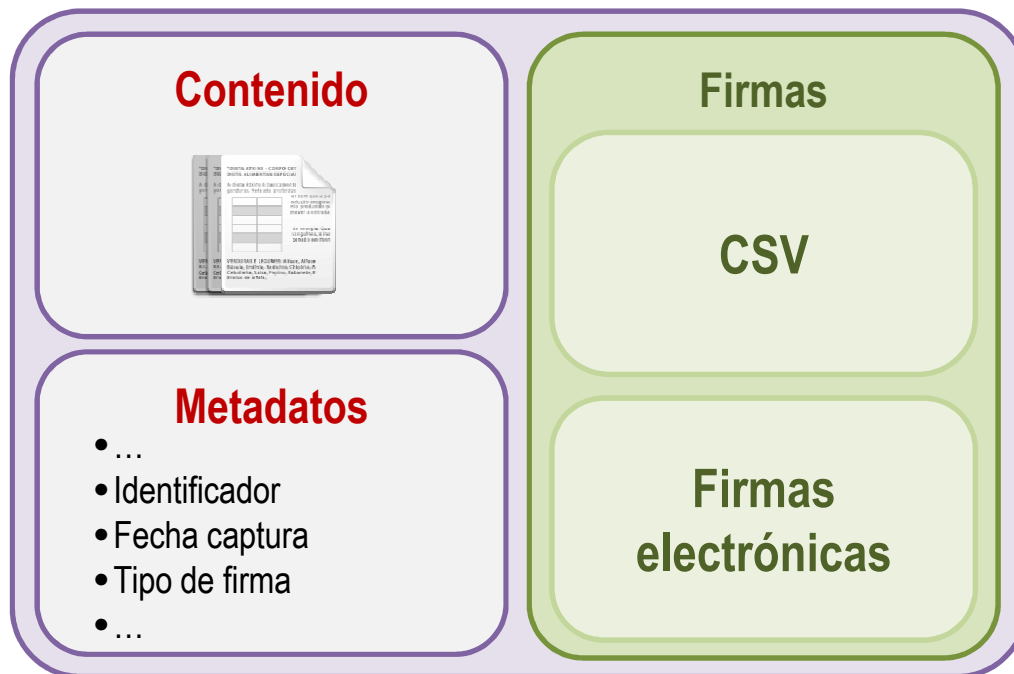 Contenido
Metadatos
•…
•Identificador
•Fecha captura
•Tipo de firma
•…
Firmas
CSV
Firmas
electrónicas